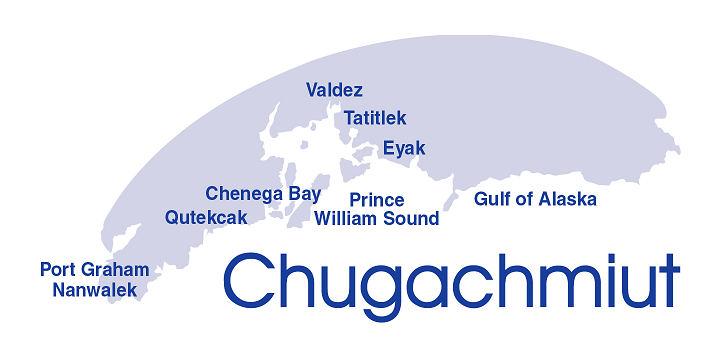 Valdez
Tatitlek
Eyak
Chenega Bay
Prince
William Sound
Gulf of Alaska
Qutekcak
Port Graham
Nanwalek
Chugachmiut